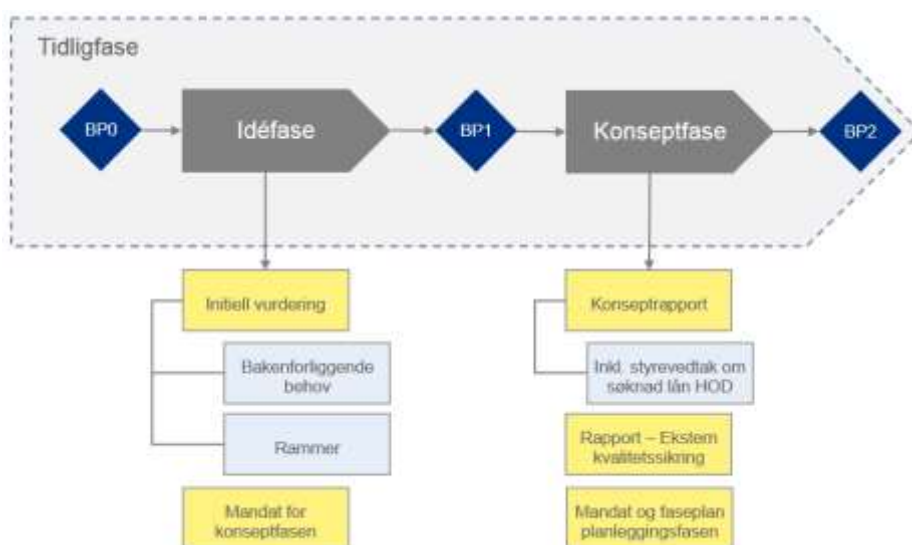 Tidligfase
BP0
Idéfase
BP1
Konseptfase
BP2
Initiell vurdering
Bakenforliggende
behov
Rammer
Mandat for
konseptfasen
Konseptrapport
Inkl. styrevedtak om
søknad lån HOD
Rapport – Ekstern
kvalitetssikring
Mandat og faseplan
planleggingsfasen